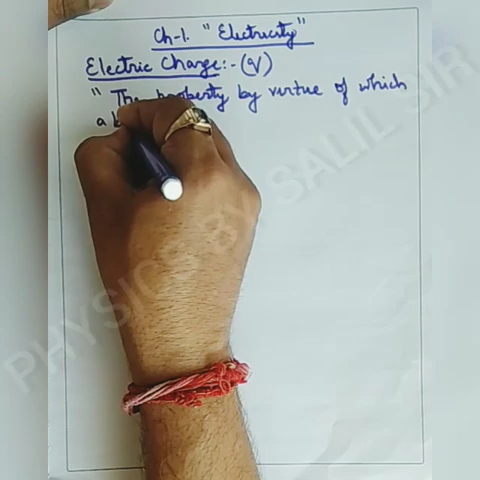 Ch-1. "Electricity"
Electric Charge:-(q)
" The property by virtue of which
a
PHYSICS BY SALIL SIR